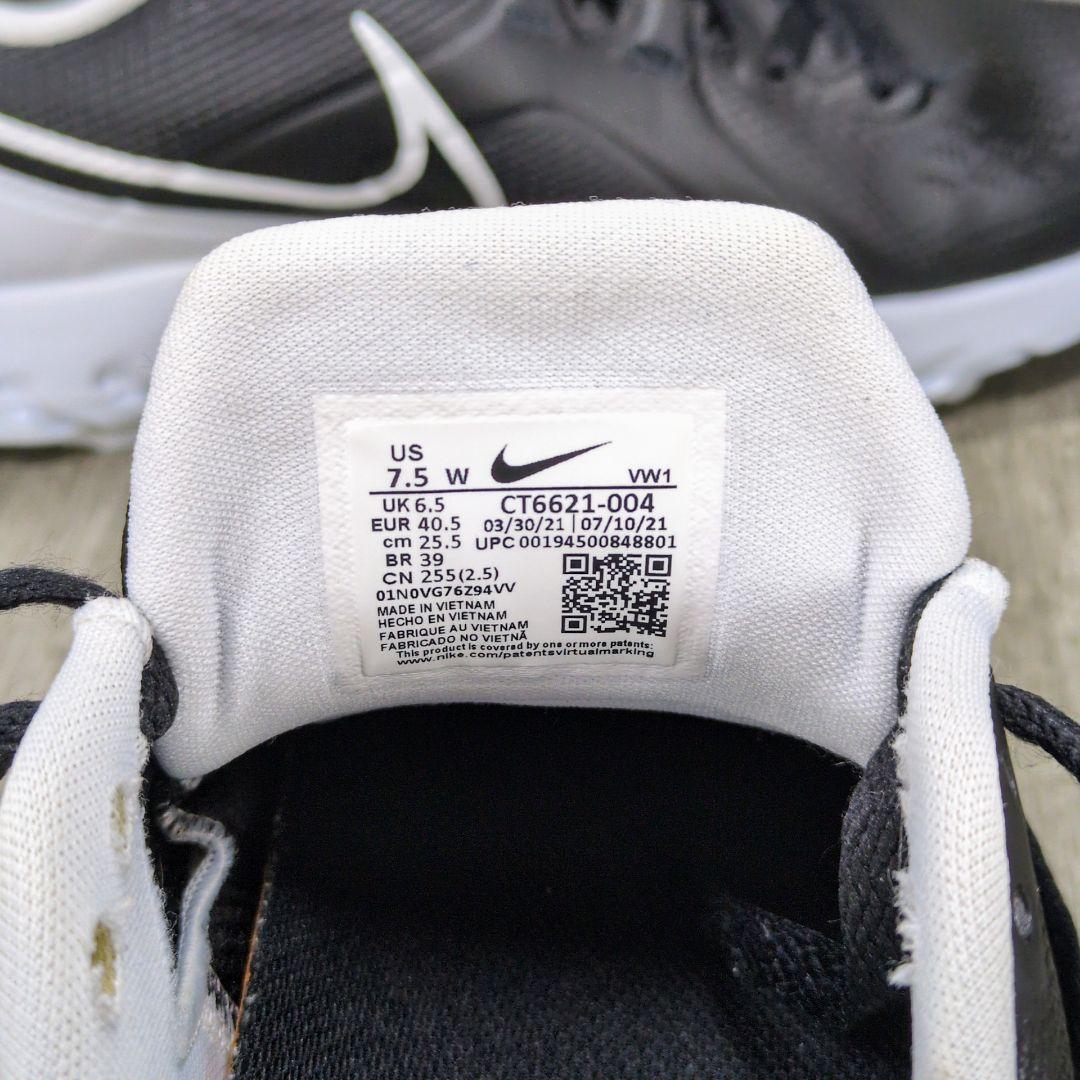 US
7.5 W VW1
UK 6.5 CT6621-004
EUR 40.5 03/30/21 | 07/10/21
cm 25.5 UPC 00194500848801
BR 39
CN 255(2.5)
01N0VG76Z94VV
MADE IN VIETNAM
HECHO EN VIETNAM
FABRIQUE AU VIETNAM
FABRICADO NO VIETNÃ
This product is covered by one or more patents:
www.nike.com/patentsvirtualmarking